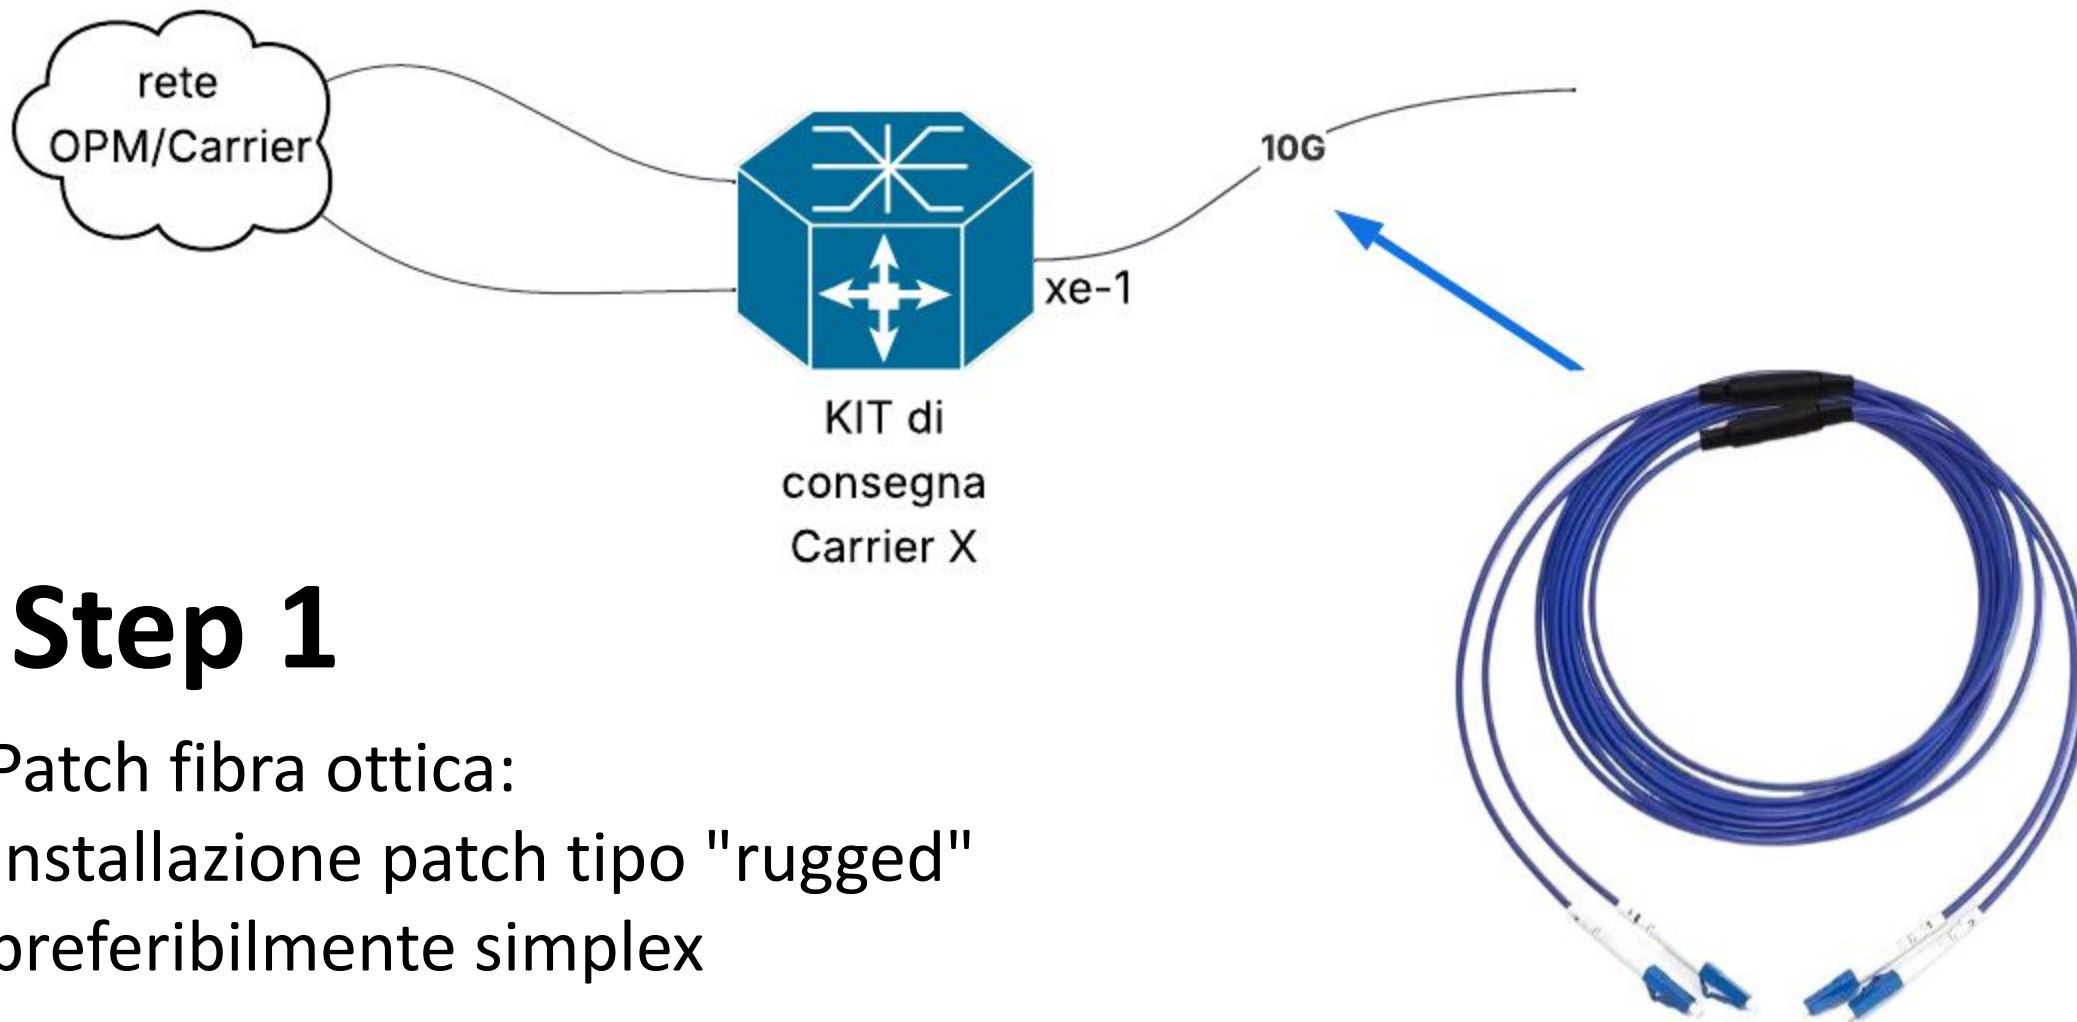 rete
OPM/Carrier
10G
xe-1
KIT di
consegna
Carrier X
Step 1
Patch fibra ottica:
installazione patch tipo "rugged"
preferibilmente simplex